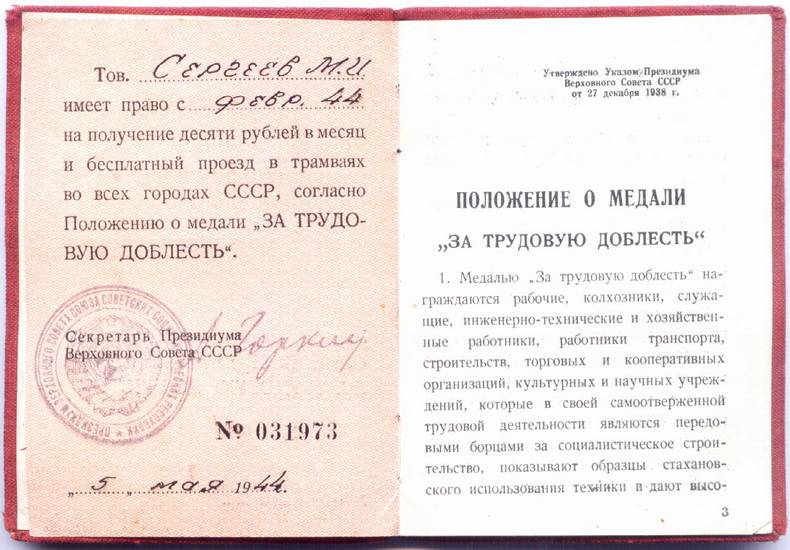 Тов. Сергеев М.И
имеет право с февр. 44
на получение десяти рублей в месяц
и бесплатный проезд в трамваях
во всех городах СССР, согласно
Положению о медали „ЗА ТРУДО-
ВУЮ ДОБЛЕСТЬ“.
Секретарь Президиума
Верховного Совета СССР
А Горкин
№ 031973
„5„ мая 1944.
Утверждено Указом Президиума
Верховного Совета СССР
от 27 декабря 1938 г.
ПОЛОЖЕНИЕ О МЕДАЛИ
„ЗА ТРУДОВУЮ ДОБЛЕСТЬ“
1. Медалью „За трудовую доблесть“ на-
граждаются рабочие, колхозники, служа-
щие, инженерно-технические и хозяйствен-
ные работники, работники транспорта,
строительств, торговых и кооперативных
организаций, культурных и научных учреж-
дений, которые в своей самоотверженной
трудовой деятельности являются передо-
выми борцами за социалистическое строи-
тельство, показывают образцы стаханов-
ского использования техники и дают высо-
3